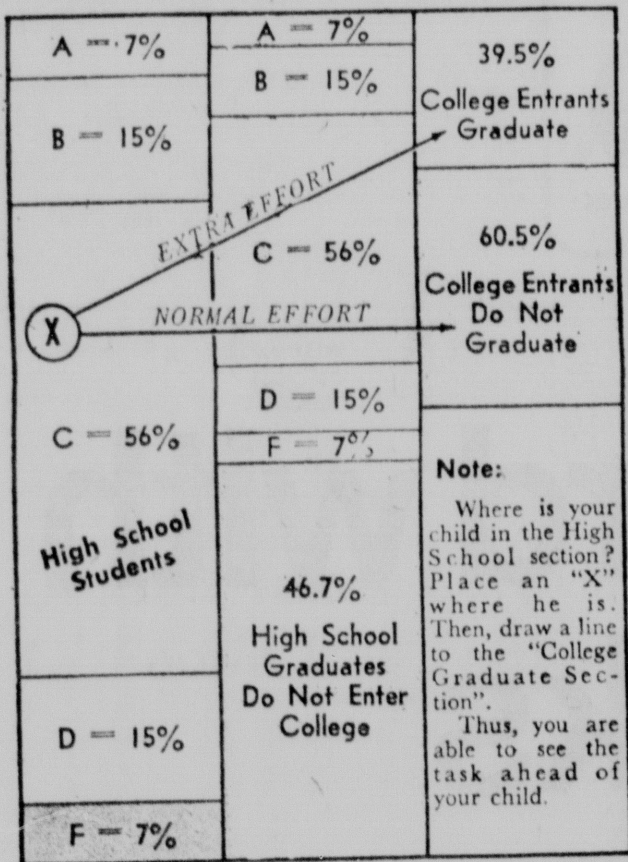 A = 7%
B = 15%
C = 56%
High School
Students
D = 15%
F = 7%
X
EXTRA EFFORT
NORMAL EFFORT
A = 7%
B = 15%
C = 56%
D = 15%
F = 7%
46.7%
High School
Graduates
Do Not Enter
College
39.5%
College Entrants
Graduate
60.5%
College Entrants
Do Not
Graduate
Note:
Where is your
child in the High
School section?
Place an "X"
where he is.
Then, draw a line
to the "College
Graduate Sec-
tion".
Thus, you are
able to see the
task ahead of
your child.